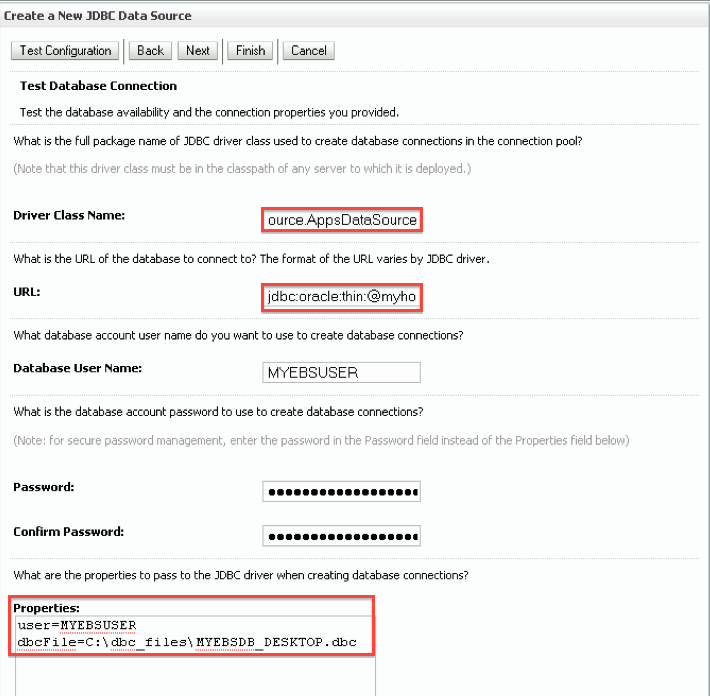 Create a New JDBC Data Source
Test Configuration Back Next Finish Cancel
Test Database Connection
Test the database availability and the connection properties you provided.
What is the full package name of JDBC driver class used to create database connections in the connection pool?
(Note that this driver class must be in the classpath of any server to which it is deployed.)
Driver Class Name: ource.AppsDataSource
What is the URL of the database to connect to? The format of the URL varies by JDBC driver.
URL: jdbc:oracle:thin:@myho
What database account user name do you want to use to create database connections?
Database User Name: MYEBSUSER
What is the database account password to use to create database connections?
(Note: for secure password management, enter the password in the Password field instead of the Properties field below)
Password:
Confirm Password:
What are the properties to pass to the JDBC driver when creating database connections?
Properties:
user=MYEBSUSER
dbcFile=C:\dbc_files\MYEBSDB_DESKTOP.dbc